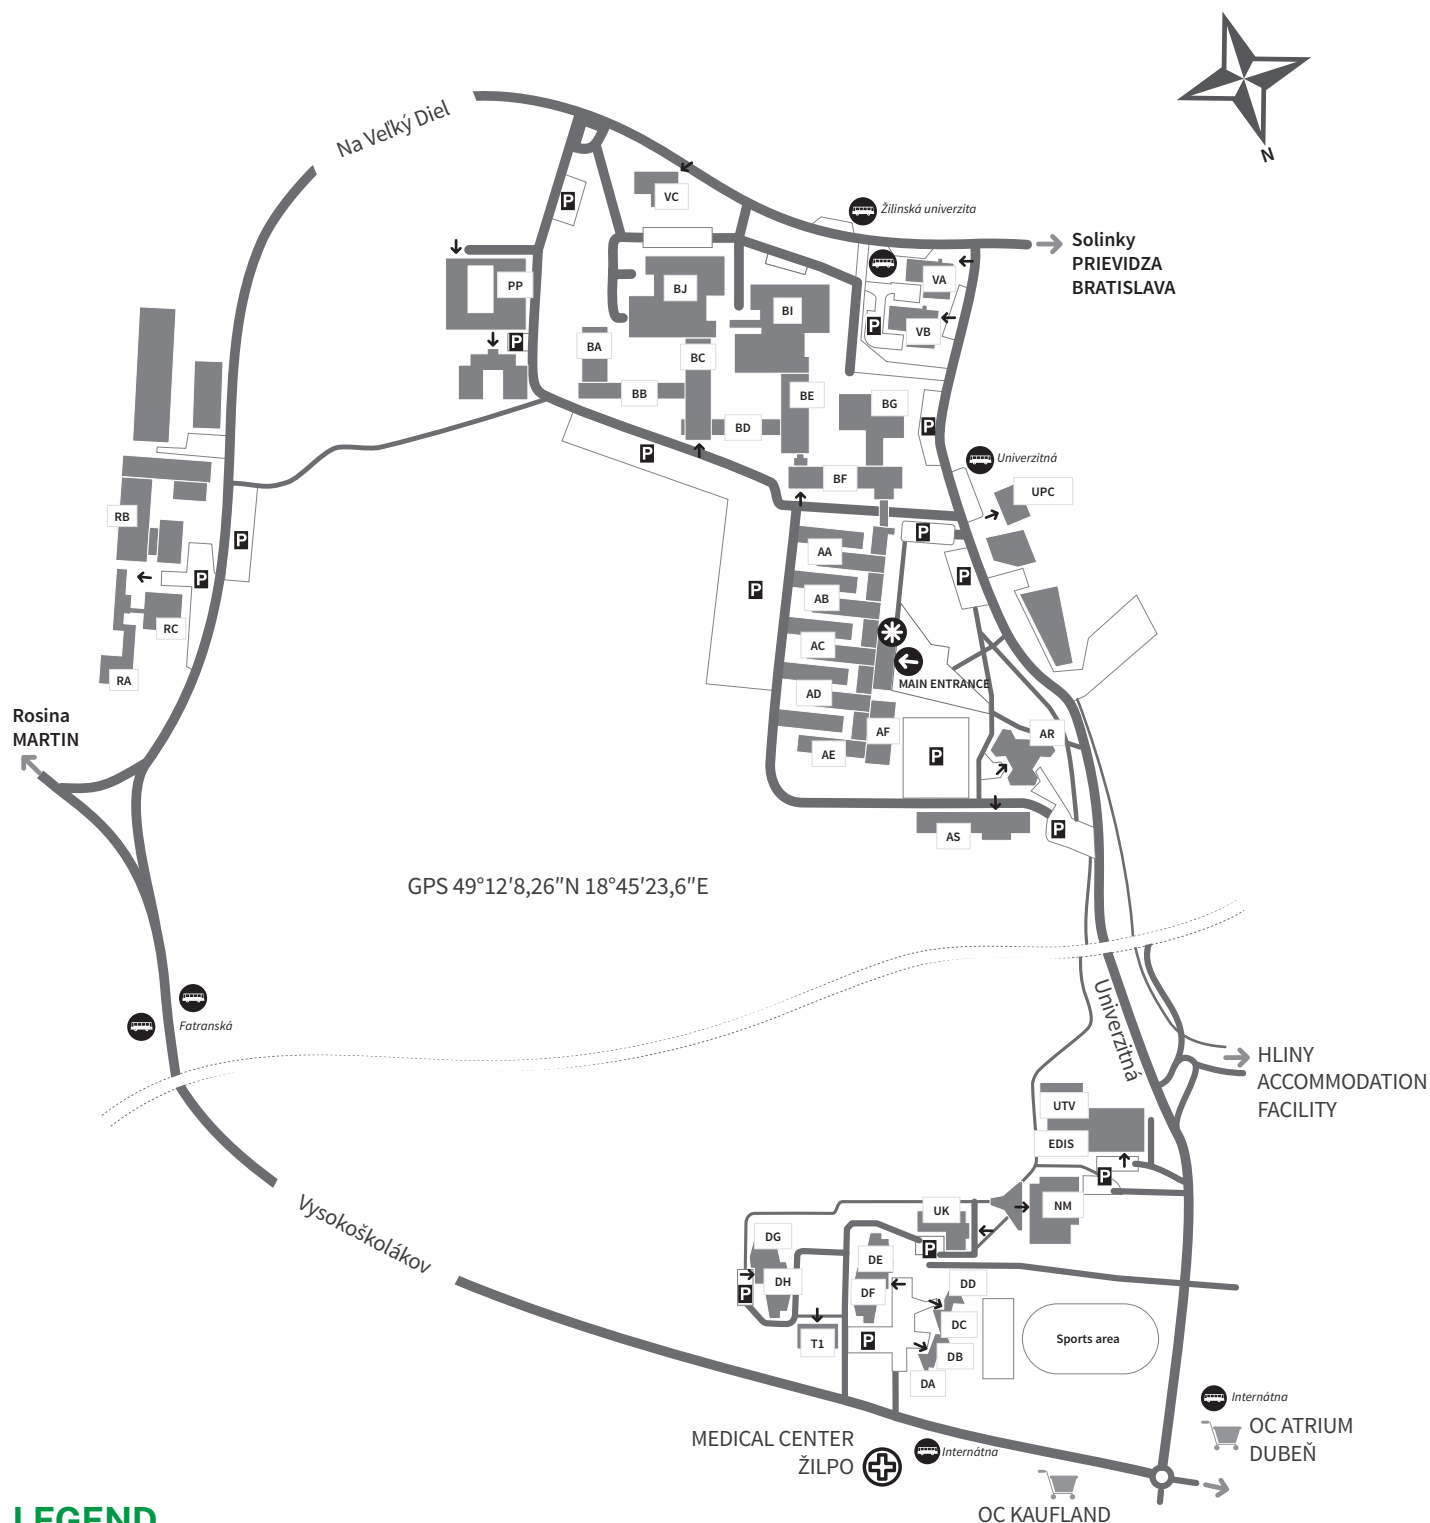 N
Na Veľký Diel
VC
Žilinská univerzita
Solinky
PRIEVIDZA
BRATISLAVA
P
PP
BJ
VA
BI
P
VB
P
BA
BC
BB
BE
BG
BD
P
P
Univerzitná
BF
UPC
RB
P
P
AA
P
P
P
AB
RC
AC
RA
MAIN ENTRANCE
AD
Rosina
MARTIN
AF
AR
AE
P
AS
P
GPS 49°12'8,26"N 18°45'23,6"E
Fatranská
Univerzitná
HLINY
ACCOMMODATION
FACILITY
UTV
EDIS
P
NM
UK
Vysokoškolákov
DG
P
DE
DH
DD
P
DF
DC
T1
P
Sports area
DB
DA
Internátna
OC ATRIUM
DUBEŇ
MEDICAL CENTER
ŽILPO
Internátna
OC KAUFLAND
LEGEND